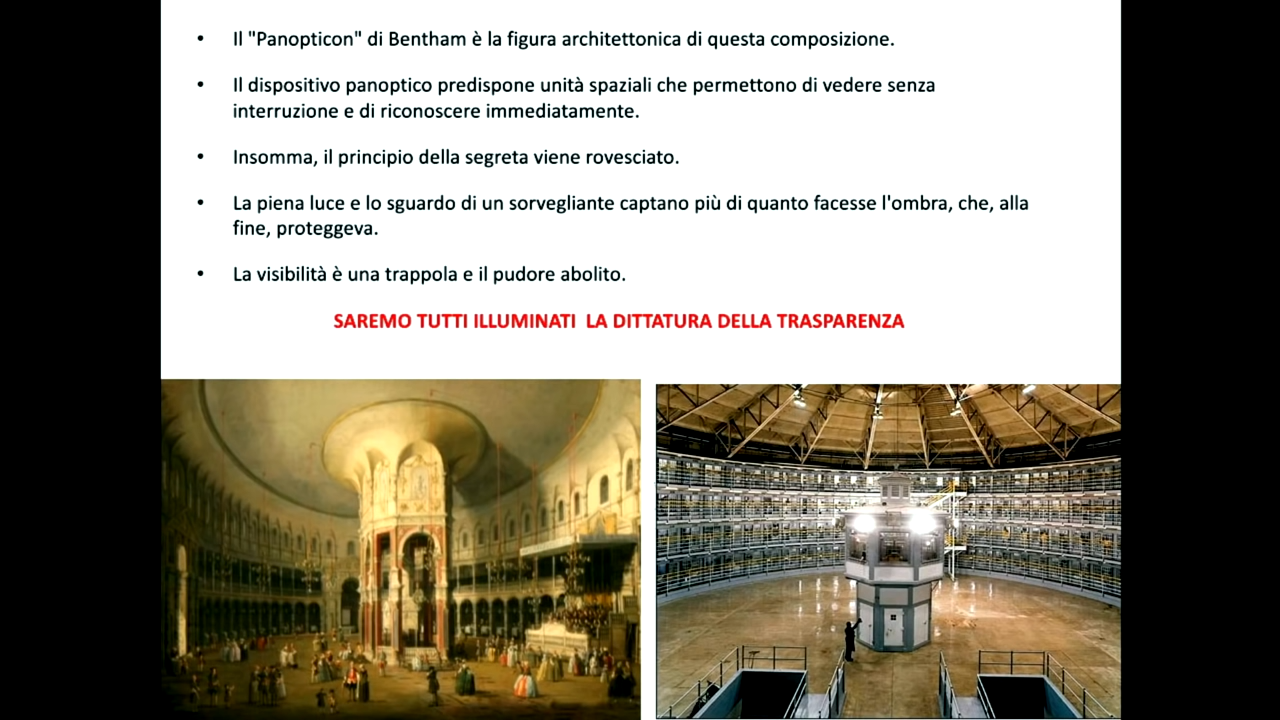 • Il "Panopticon" di Bentham è la figura architettonica di questa composizione.
• Il dispositivo panoptico predispone unità spaziali che permettono di vedere senza
interruzione e di riconoscere immediatamente.
• Insomma, il principio della segreta viene rovesciato.
• La piena luce e lo sguardo di un sorvegliante captano più di quanto facesse l'ombra, che, alla
fine, proteggeva.
• La visibilità è una trappola e il pudore abolito.
SAREMO TUTTI ILLUMINATI  LA DITTATURA DELLA TRASPARENZA